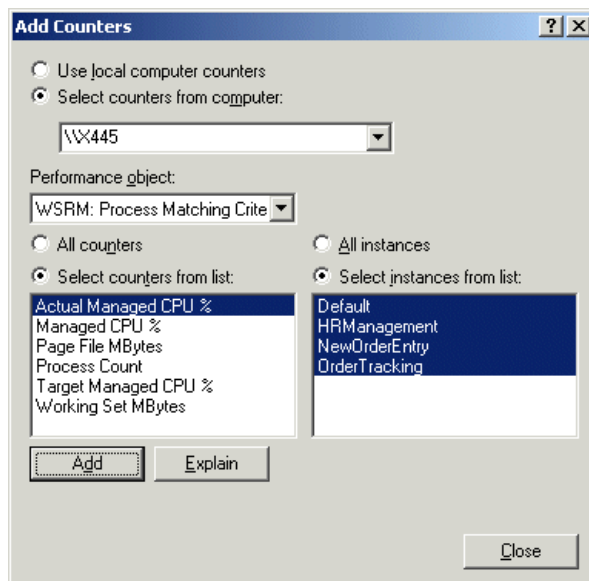 Add Counters
Use local computer counters
Select counters from computer:
\\X445
Performance object:
WSRM: Process Matching Crite
All counters
All instances
Select counters from list:
Select instances from list:
Actual Managed CPU %
Managed CPU %
Page File MBytes
Process Count
Target Managed CPU %
Working Set MBytes
Default
HRManagement
NewOrderEntry
OrderTracking
Add
Explain
Close